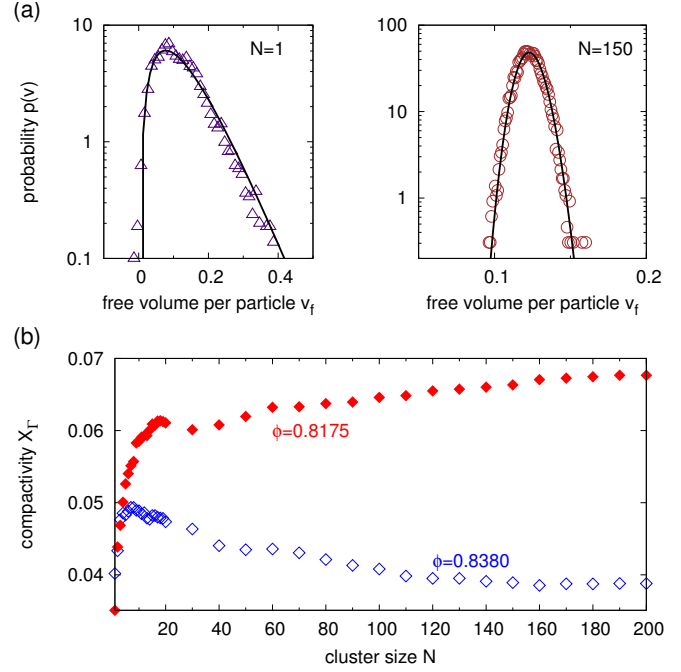 (a)
N=1
N=150
probability p(v)
10
1
0.1
0
0.2
0.4
free volume per particle v_f
100
10
1
0.1
0.2
free volume per particle v_f
(b)
compactivity X_Γ
0.07
0.06
0.05
0.04
ϕ=0.8175
ϕ=0.8380
20 40 60 80 100 120 140 160 180 200
cluster size N